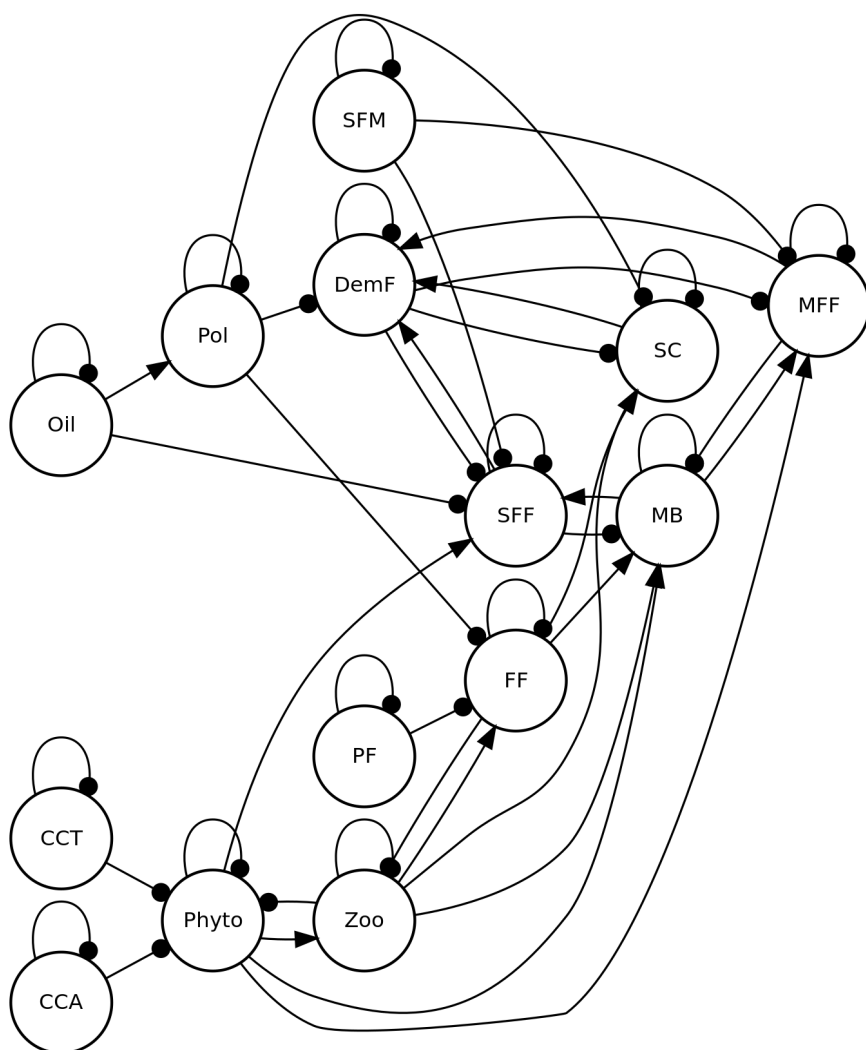 SFM
DemF
MFF
Pol
SC
Oil
SFF
MB
FF
PF
CCT
Phyto
Zoo
CCA